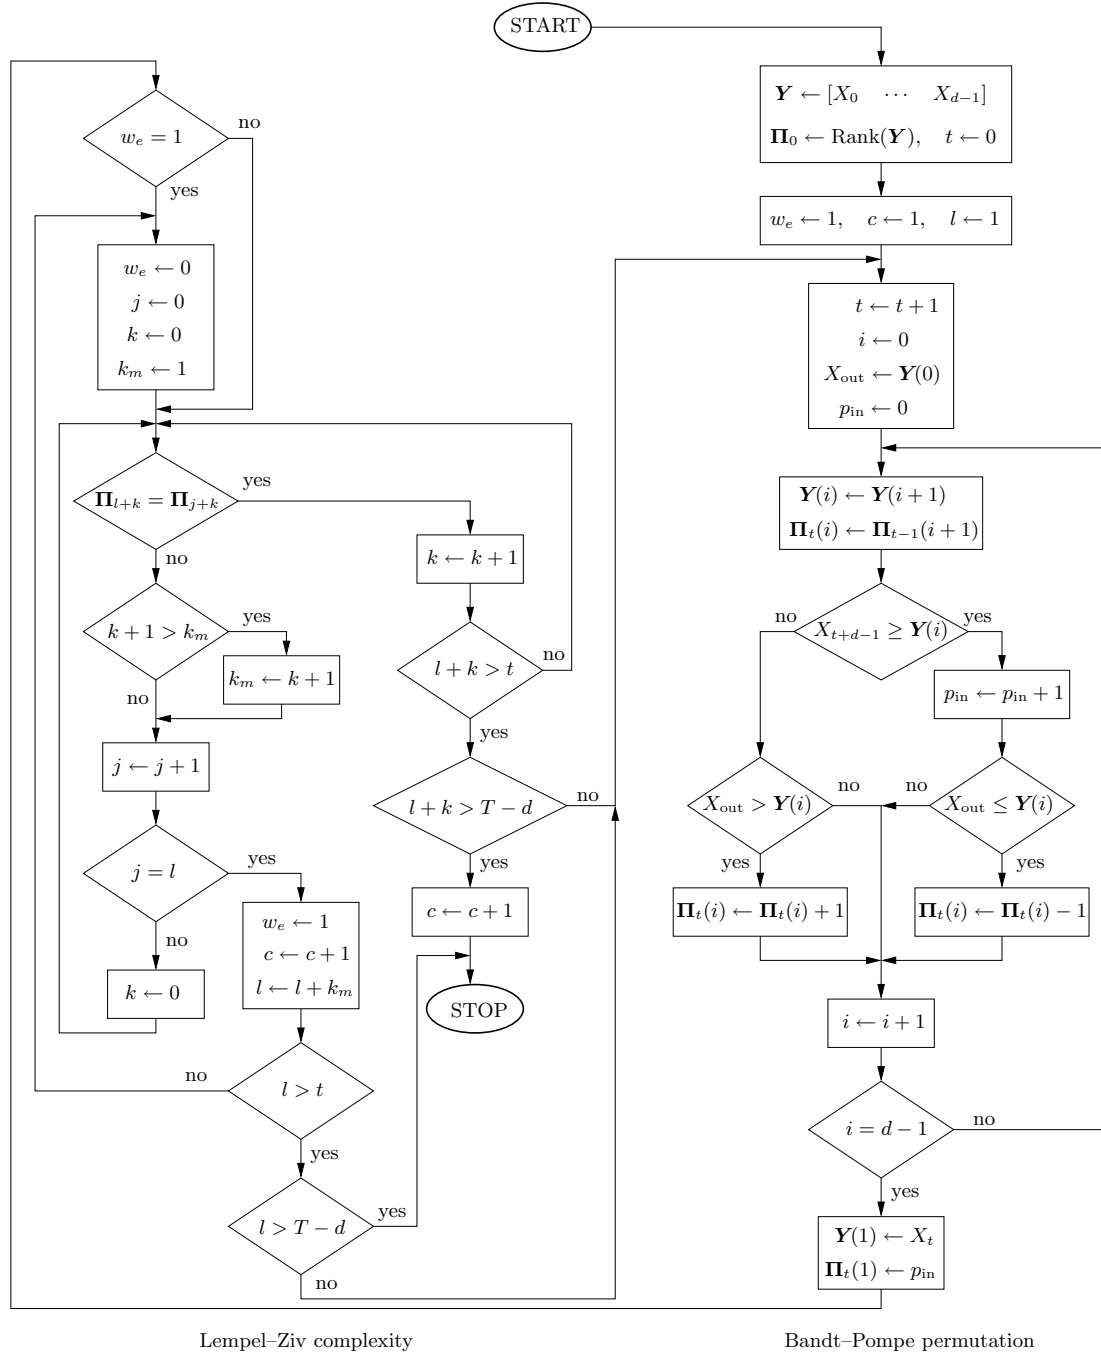 START
𝒀 ← [X₀ ⋯ X_{d−1}]
𝚷₀ ← Rank(𝒀), t ← 0
w_e ← 1, c ← 1, l ← 1
t ← t + 1
i ← 0
X_out ← 𝒀(0)
p_in ← 0
𝒀(i) ← 𝒀(i + 1)
𝚷_t(i) ← 𝚷_{t−1}(i + 1)
X_{t+d−1} ≥ 𝒀(i)
no
yes
p_in ← p_in + 1
X_out > 𝒀(i)
no
yes
X_out ≤ 𝒀(i)
no
yes
𝚷_t(i) ← 𝚷_t(i) + 1
𝚷_t(i) ← 𝚷_t(i) − 1
i ← i + 1
i = d − 1
no
yes
𝒀(1) ← X_t
𝚷_t(1) ← p_in
w_e = 1
no
yes
w_e ← 0
j ← 0
k ← 0
k_m ← 1
𝚷_{l+k} = 𝚷_{j+k}
yes
no
k ← k + 1
k + 1 > k_m
yes
no
k_m ← k + 1
l + k > t
no
yes
j ← j + 1
l + k > T − d
no
yes
c ← c + 1
j = l
yes
no
k ← 0
w_e ← 1
c ← c + 1
l ← l + k_m
STOP
l > t
no
yes
l > T − d
yes
no
Lempel–Ziv complexity
Bandt–Pompe permutation